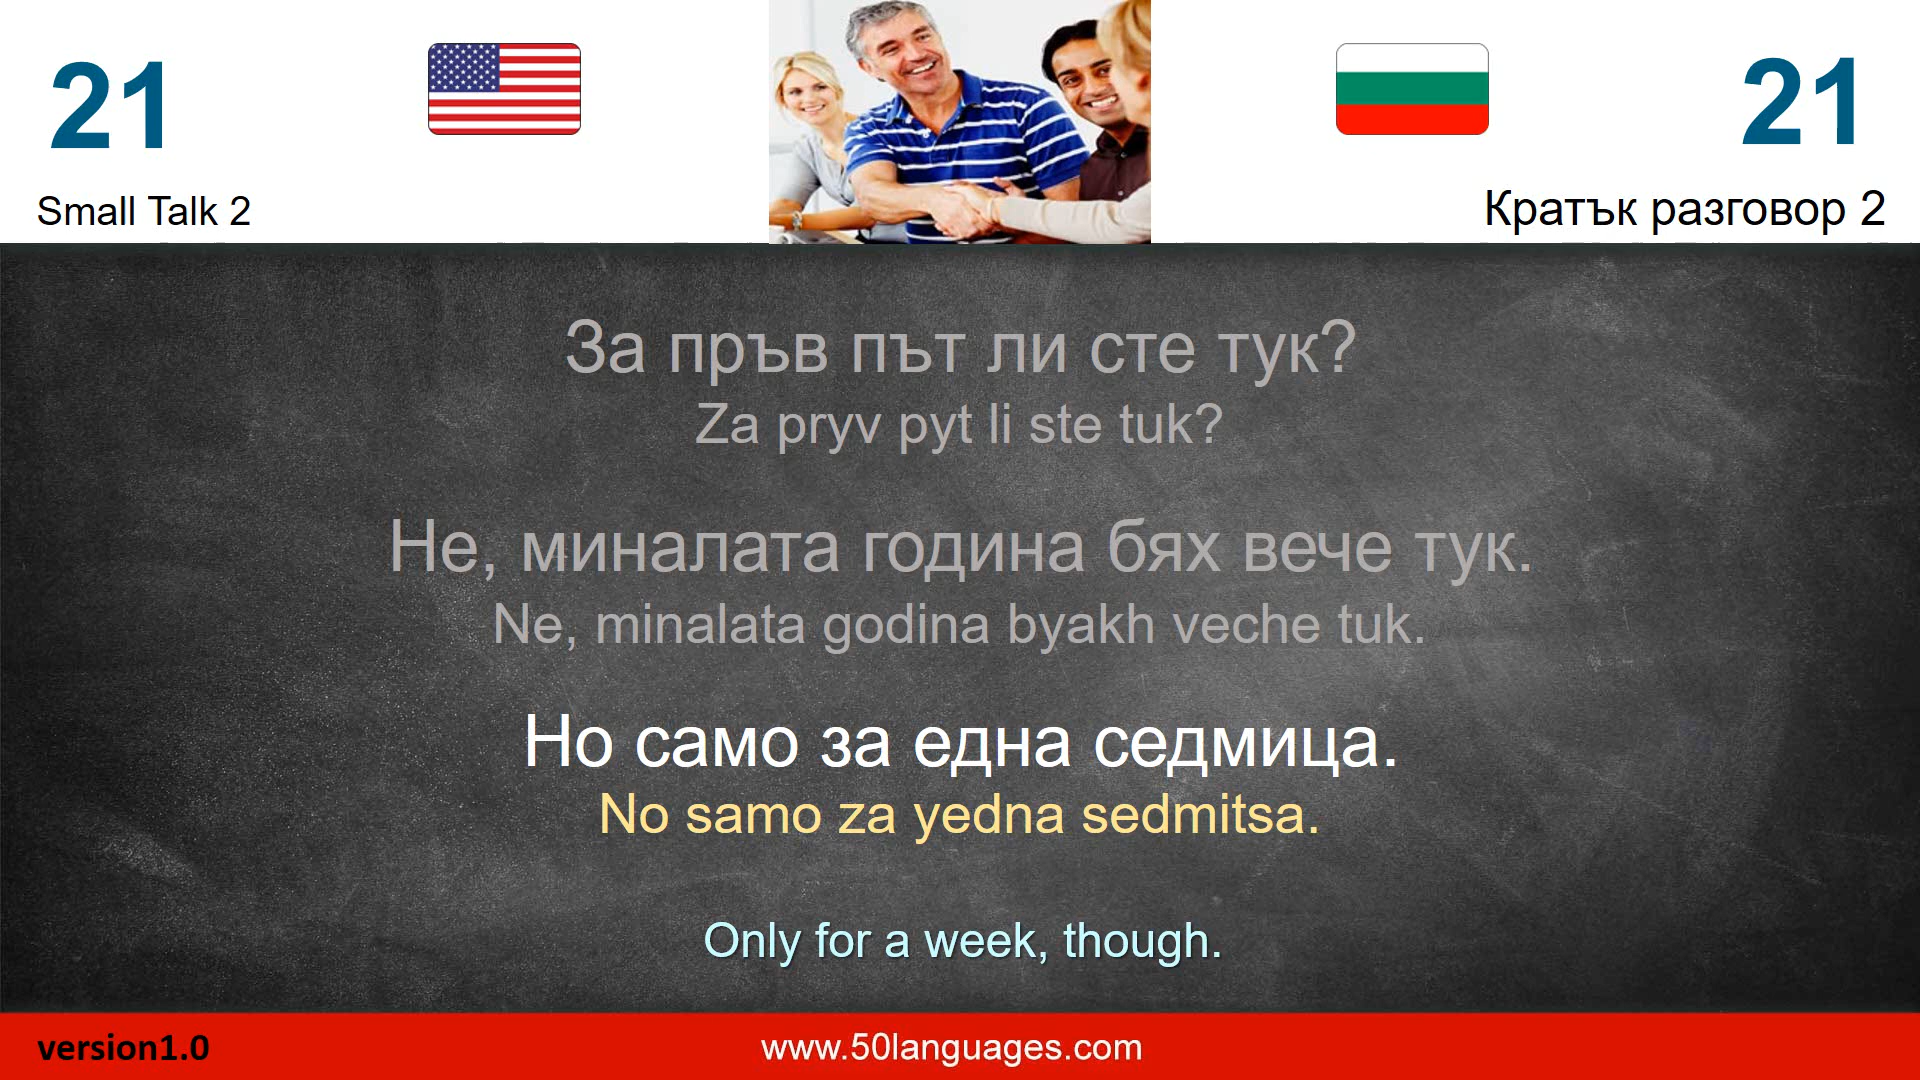 21
21
Small Talk 2
Кратък разговор 2
За пръв път ли сте тук?
Za pryv pyt li ste tuk?
Не, миналата година бях вече тук.
Ne, minalata godina byakh veche tuk.
Но само за една седмица.
No samo za yedna sedmitsa.
Only for a week, though.
version1.0
www.50languages.com